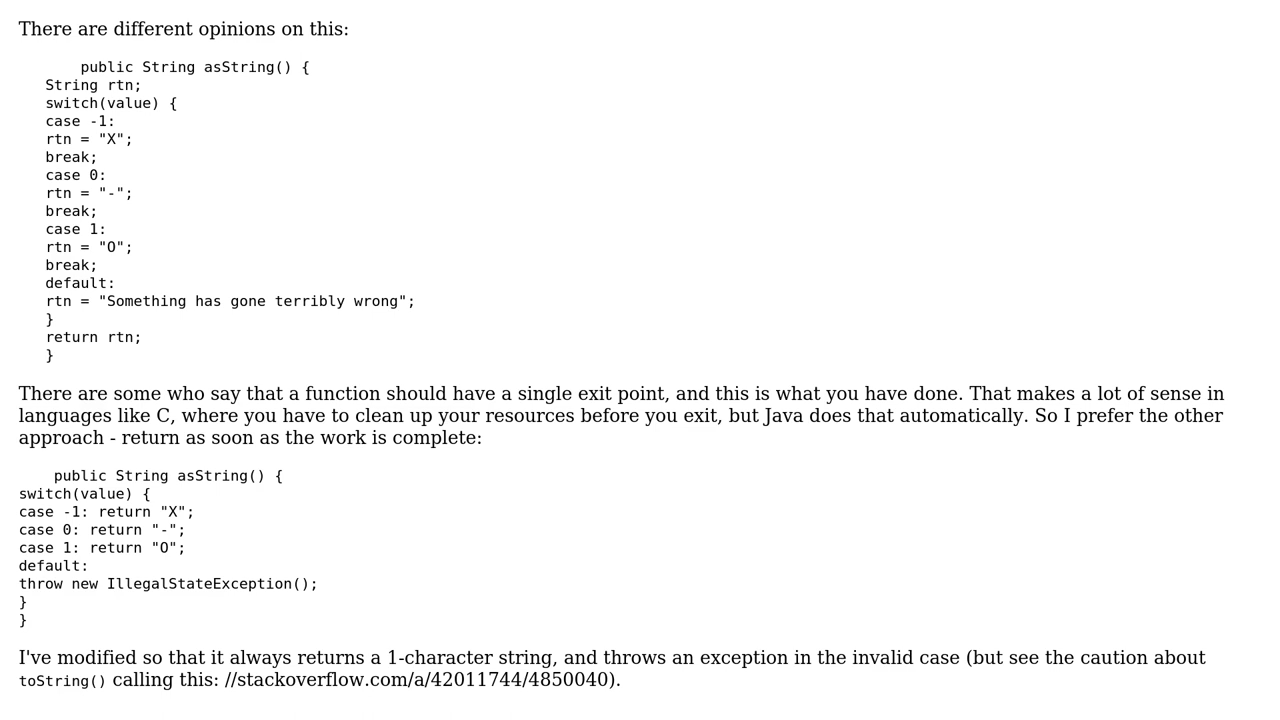 There are different opinions on this:
public String asString() {
String rtn;
switch(value) {
case -1:
rtn = "X";
break;
case 0:
rtn = "-";
break;
case 1:
rtn = "O";
break;
default:
rtn = "Something has gone terribly wrong";
}
return rtn;
}
There are some who say that a function should have a single exit point, and this is what you have done. That makes a lot of sense in
languages like C, where you have to clean up your resources before you exit, but Java does that automatically. So I prefer the other
approach - return as soon as the work is complete:
public String asString() {
switch(value) {
case -1: return "X";
case 0: return "-";
case 1: return "O";
default:
throw new IllegalStateException();
}
}
I've modified so that it always returns a 1-character string, and throws an exception in the invalid case (but see the caution about
toString() calling this: //stackoverflow.com/a/42011744/4850040).